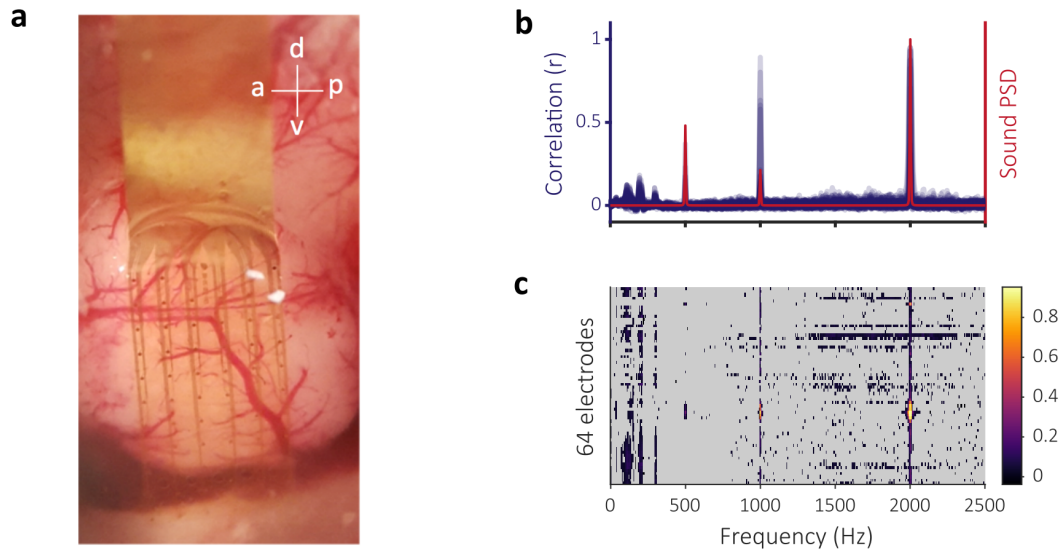 a
d
a p
v
b
Correlation (r)
1
0.5
0
Sound PSD
c
64 electrodes
0 500 1000 1500 2000 2500
Frequency (Hz)
0.8
0.6
0.4
0.2
0